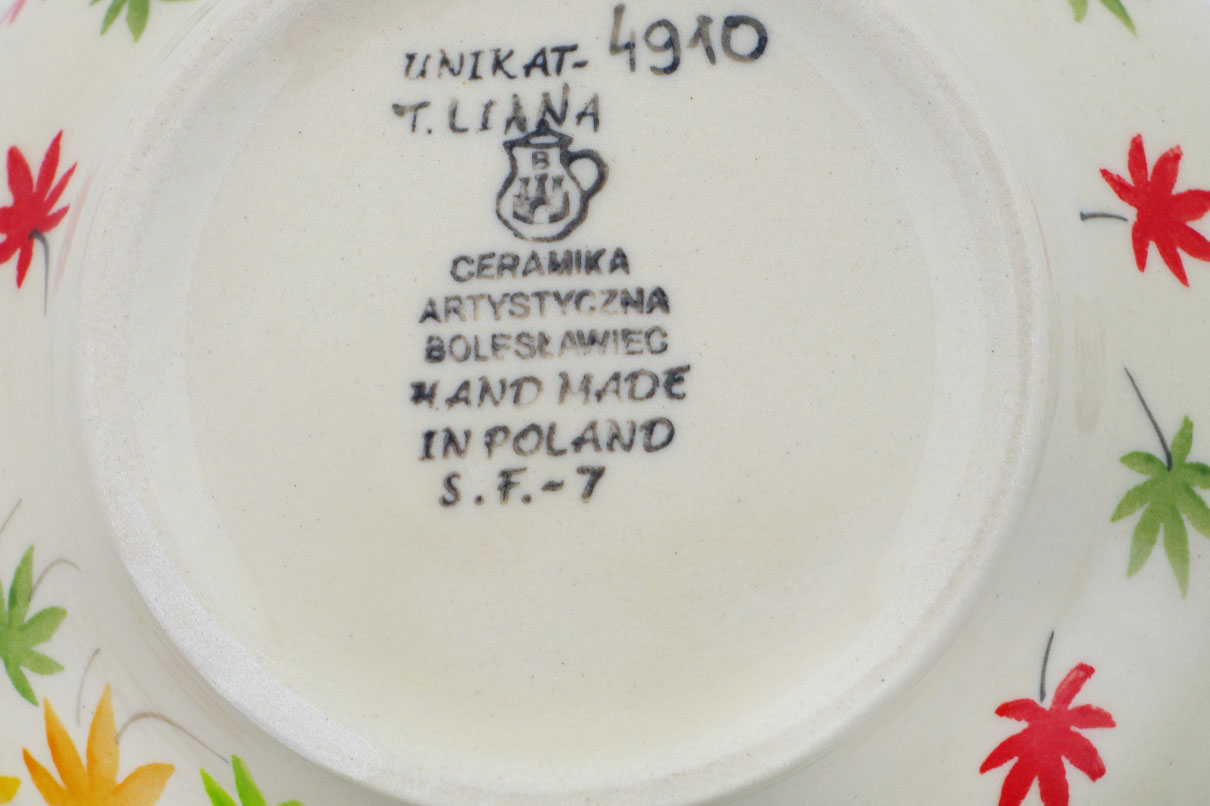 UNIKAT- 4910
T. LIANA
B
CERAMIKA
ARTYSTYCZNA
BOLESŁAWIEC
HAND MADE
IN POLAND
S.F.-7